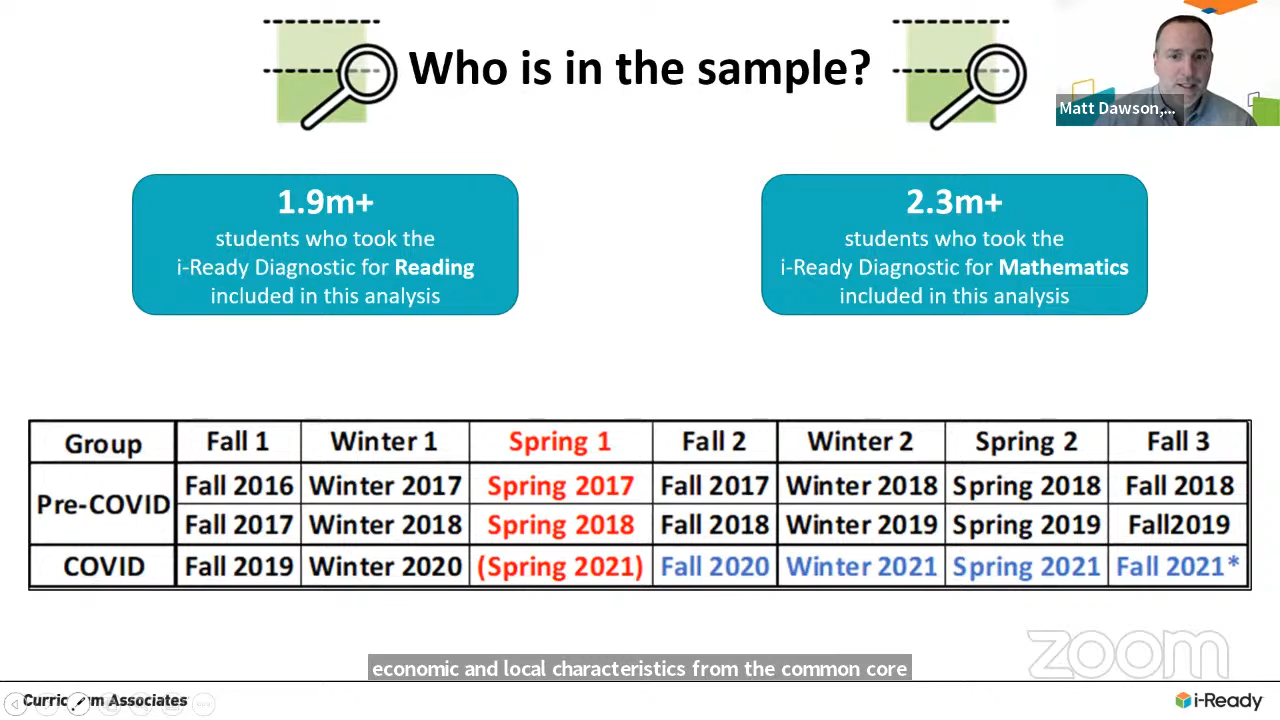 Who is in the sample?
Matt Dawson,...
1.9m+
students who took the
i-Ready Diagnostic for Reading
included in this analysis
2.3m+
students who took the
i-Ready Diagnostic for Mathematics
included in this analysis
Group Fall 1 Winter 1 Spring 1 Fall 2 Winter 2 Spring 2 Fall 3
Pre-COVID Fall 2016 Winter 2017 Spring 2017 Fall 2017 Winter 2018 Spring 2018 Fall 2018
Fall 2017 Winter 2018 Spring 2018 Fall 2018 Winter 2019 Spring 2019 Fall2019
COVID Fall 2019 Winter 2020 (Spring 2021) Fall 2020 Winter 2021 Spring 2021 Fall 2021*
zoom
economic and local characteristics from the common core
Curriculum Associates
i-Ready